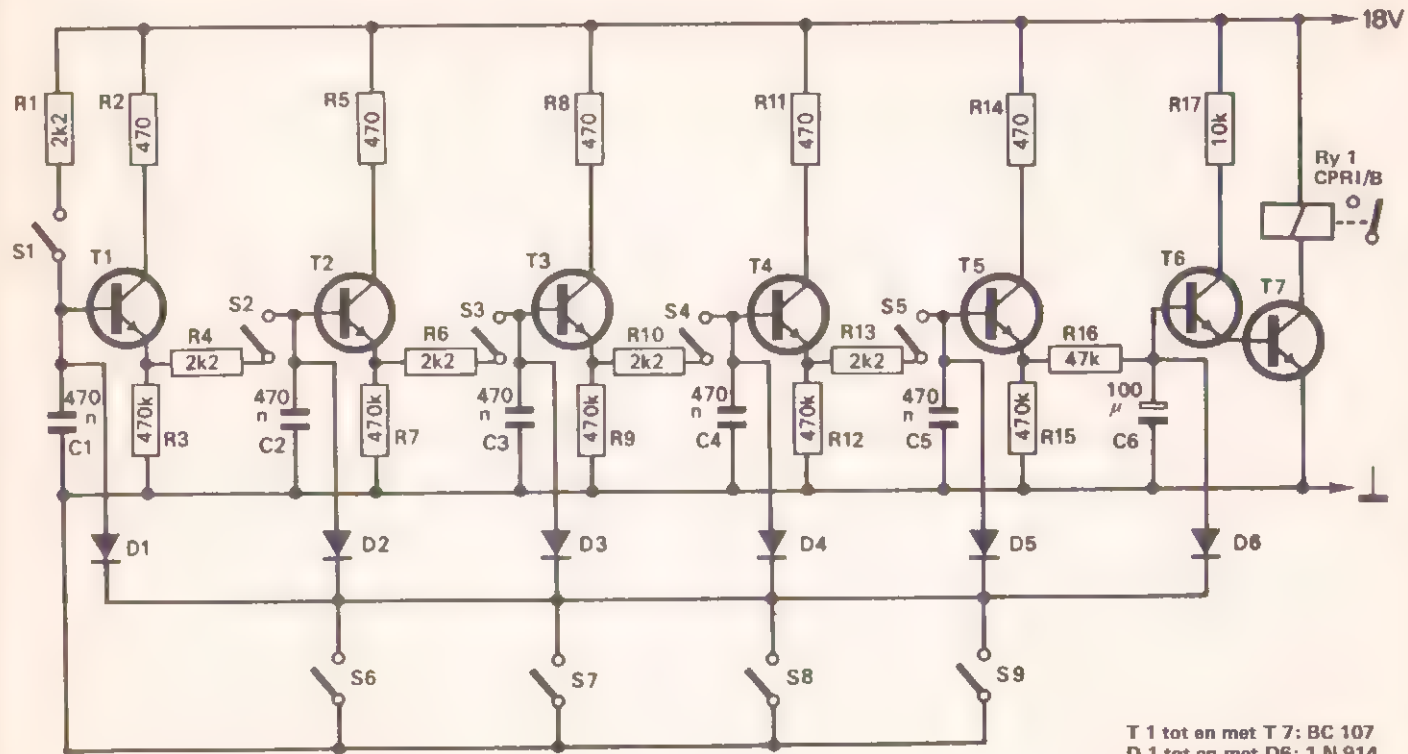 18V
R1 2k2
R2 470
R5 470
R8 470
R11 470
R14 470
R17 10k
Ry 1
CPRI/B
S1
T1
T2
T3
T4
T5
T6
T7
S2
S3
S4
S5
R4
2k2
R6
2k2
R10
2k2
R13
2k2
R16
47k
470
n
C1
470k
R3
470
n
C2
470k
R7
470
n
C3
470k
R9
470
n
C4
470k
R12
470
n
C5
470k
R15
100
μ
C6
D1
D2
D3
D4
D5
D6
S6
S7
S8
S9
T 1 tot en met T 7: BC 107
D 1 tot en met D6: 1 N 914